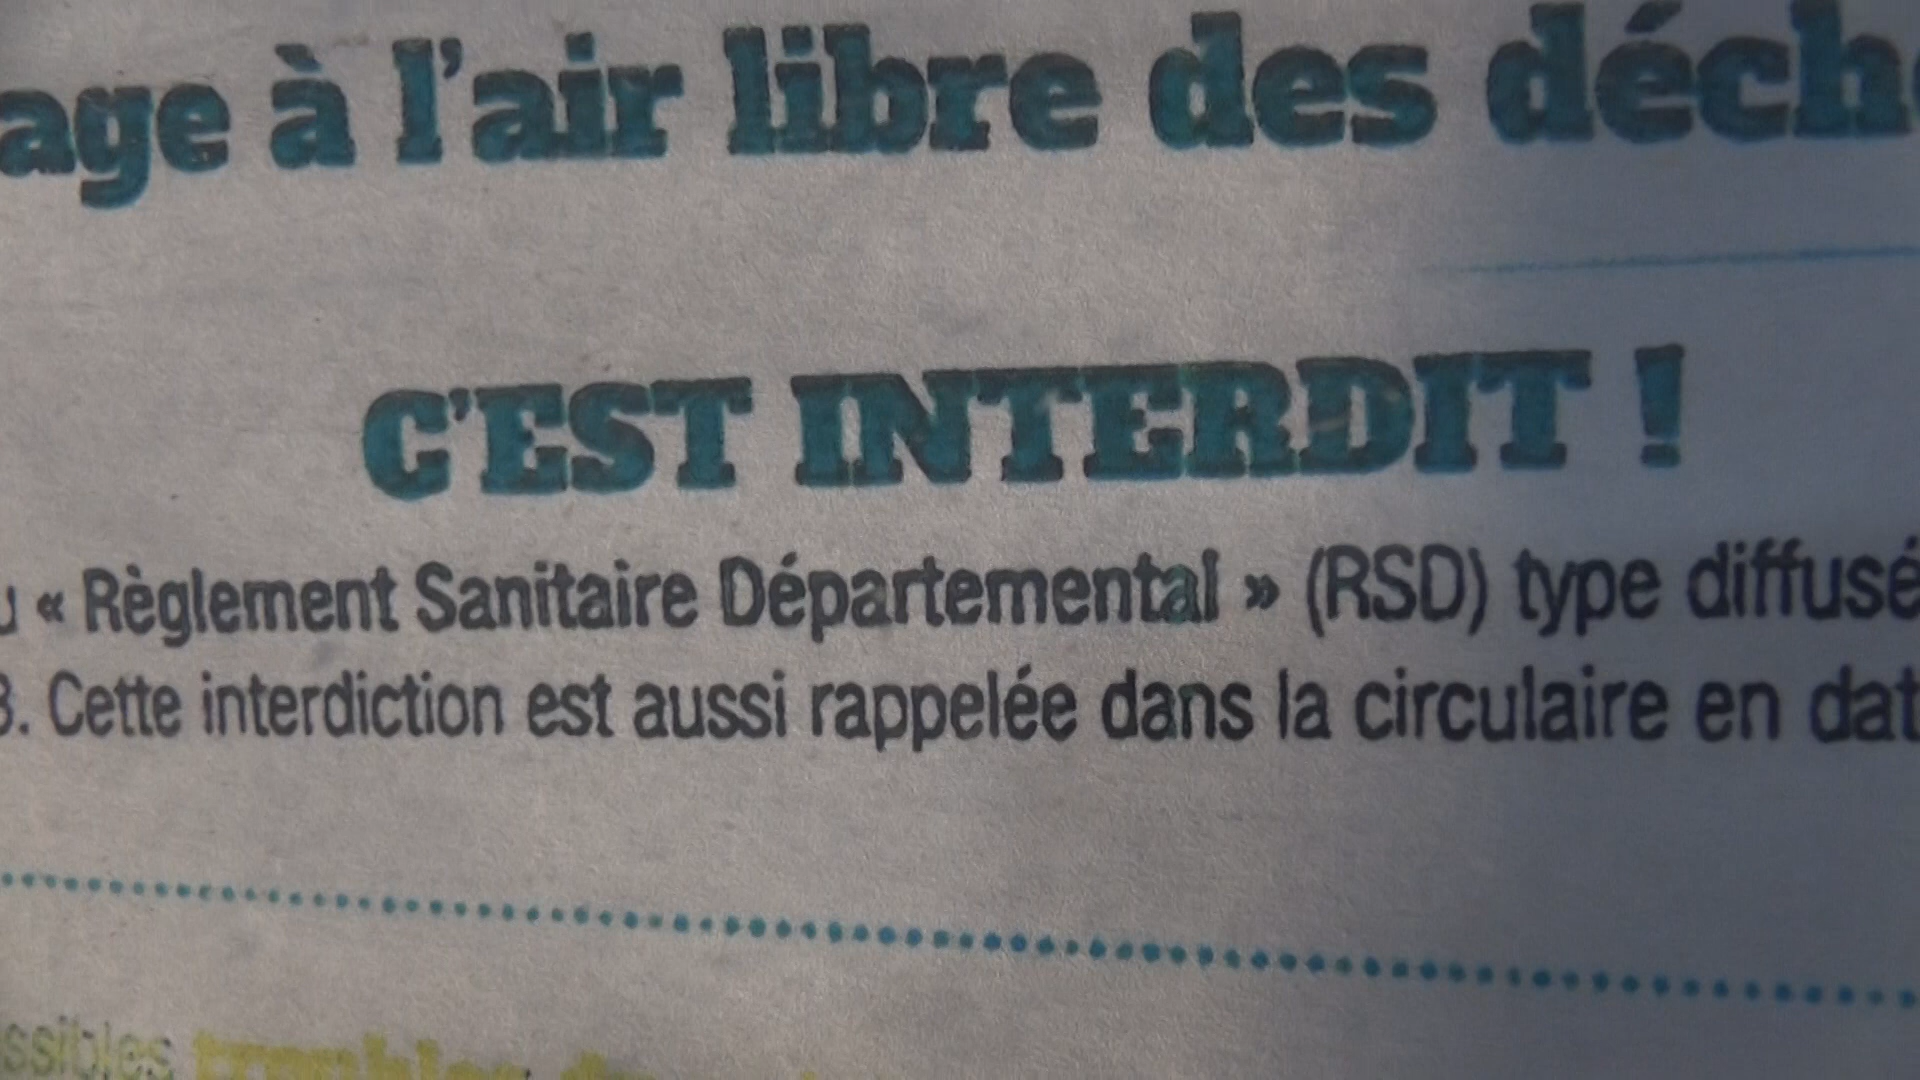 age à l'air libre des déch
C'EST INTERDIT !
« Règlement Sanitaire Départemental » (RSD) type diffusé
. Cette interdiction est aussi rappelée dans la circulaire en dat
ssibles troubles